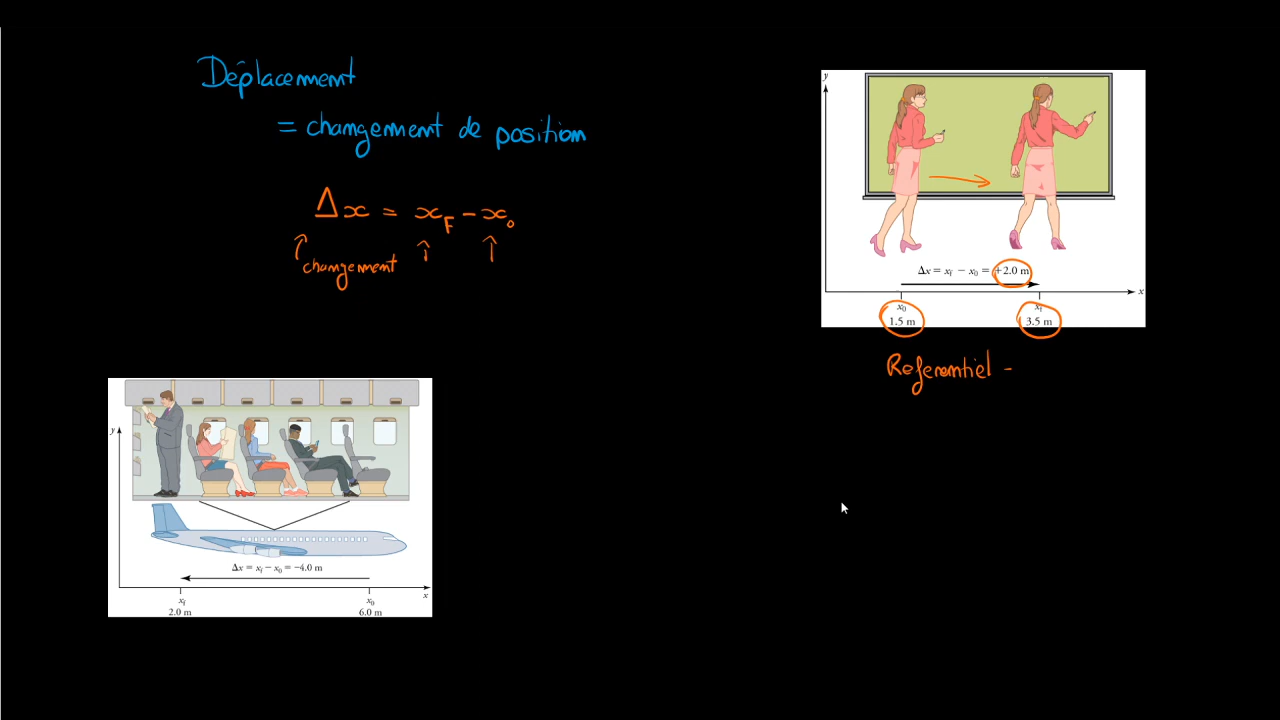 Déplacement
= changement de position
Δx = xF - x0
changement
y
Δx = xf − x0 = +2.0 m
x
x0
xf
1.5 m
3.5 m
Referentiel -
y
Δx = xf − x0 = −4.0 m
x
xf
x0
2.0 m
6.0 m